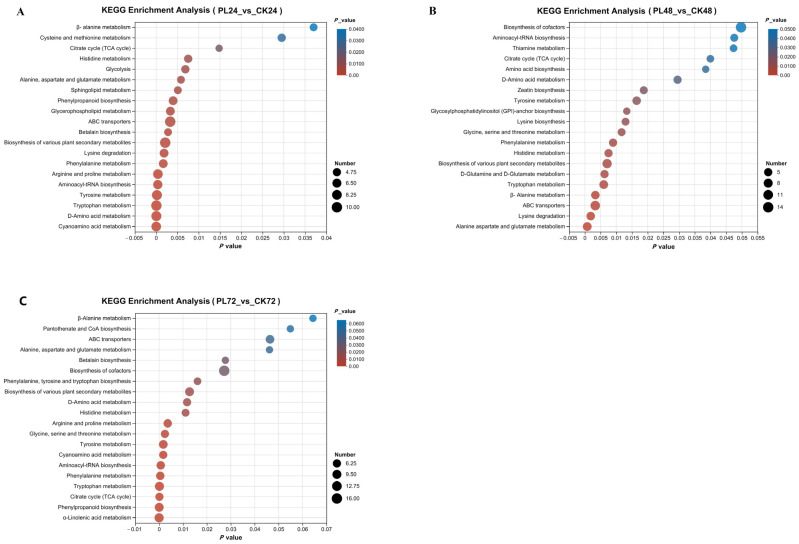 A
KEGG Enrichment Analysis ( PL24_vs_CK24 )
β- alanine metabolism
Cysteine and methionine metabolism
Citrate cycle (TCA cycle)
Histidine metabolism
Glycolysis
Alanine, aspartate and glutamate metabolism
Sphingolipid metabolism
Phenylpropanoid biosynthesis
Glycerophospholipid metabolism
ABC transporters
Betalain biosynthesis
Biosynthesis of various plant secondary metabolites
Lysine degradation
Phenylalanine metabolism
Arginine and proline metabolism
Aminoacyl-tRNA biosynthesis
Tyrosine metabolism
Tryptophan metabolism
D-Amino acid metabolism
Cyanoamino acid metabolism
−0.005 0 0.005 0.01 0.015 0.02 0.025 0.03 0.035 0.04
P value
P_value
0.0400
0.0300
0.0200
0.0100
0.0000
Number
4.75
6.50
8.25
10.00
B
KEGG Enrichment Analysis ( PL48_vs_CK48 )
Biosynthesis of cofactors
Aminoacyl-tRNA biosynthesis
Thiamine metabolism
Citrate cycle (TCA cycle)
Amino acid biosynthesis
D-Amino acid metabolism
Zeatin biosynthesis
Tyrosine metabolism
Glycosylphosphatidylinositol (GPI)-anchor biosynthesis
Lysine biosynthesis
Glycine, serine and threonine metabolism
Phenylalanine metabolism
Histidine metabolism
Biosynthesis of various plant secondary metabolites
D-Glutamine and D-Glutamate metabolism
Tryptophan metabolism
β- Alanine metabolism
ABC transporters
Lysine degradation
Alanine aspartate and glutamate metabolism
−0.005 0 0.005 0.01 0.015 0.02 0.025 0.03 0.035 0.04 0.045 0.05 0.055
P value
P_value
0.0500
0.0400
0.0300
0.0200
0.0100
0.0000
Number
5
8
11
14
C
KEGG Enrichment Analysis ( PL72_vs_CK72 )
β-Alanine metabolism
Pantothenate and CoA biosynthesis
ABC transporters
Alanine, aspartate and glutamate metabolism
Betalain biosynthesis
Biosynthesis of cofactors
Phenylalanine, tyrosine and tryptophan biosynthesis
Biosynthesis of various plant secondary metabolites
D-Amino acid metabolism
Histidine metabolism
Arginine and proline metabolism
Glycine, serine and threonine metabolism
Tyrosine metabolism
Cyanoamino acid metabolism
Aminoacyl-tRNA biosynthesis
Phenylalanine metabolism
Tryptophan metabolism
Citrate cycle (TCA cycle)
Phenylpropanoid biosynthesis
α-Linolenic acid metabolism
−0.01 0 0.01 0.02 0.03 0.04 0.05 0.06 0.07
P value
P_value
0.0600
0.0500
0.0400
0.0300
0.0200
0.0100
0.0000
Number
6.25
9.50
12.75
16.00